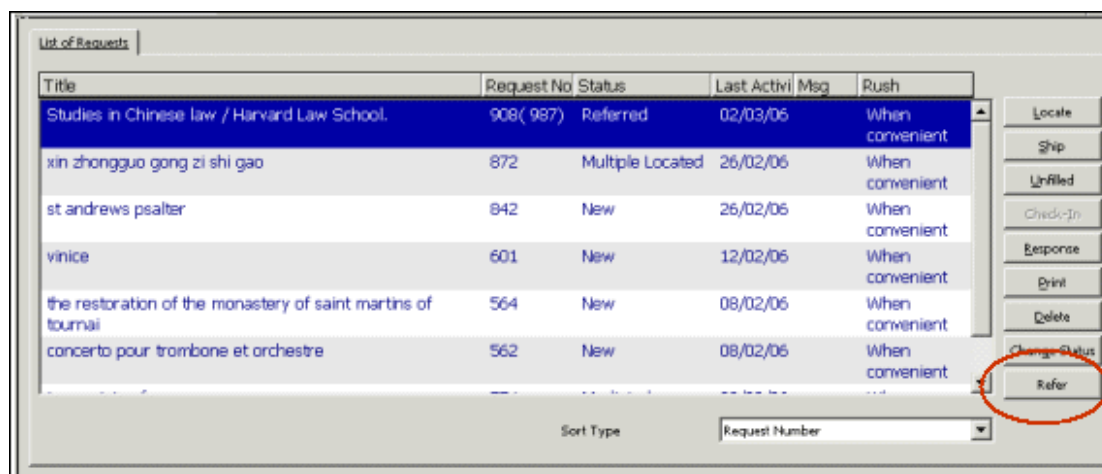 List of Requests
Title Request No Status Last Activi Msg Rush
Studies in Chinese law / Harvard Law School. 908( 987) Referred 02/03/06 When
convenient
xin zhongguo gong zi shi gao 872 Multiple Located 26/02/06 When
convenient
st andrews psalter 842 New 26/02/06 When
convenient
vinice 601 New 12/02/06 When
convenient
the restoration of the monastery of saint martins of 564 New 08/02/06 When
tournai convenient
concerto pour trombone et orchestre 562 New 08/02/06 When
convenient
Locate
Ship
Unfilled
Check-In
Response
Print
Delete
Change Status
Refer
Sort Type Request Number